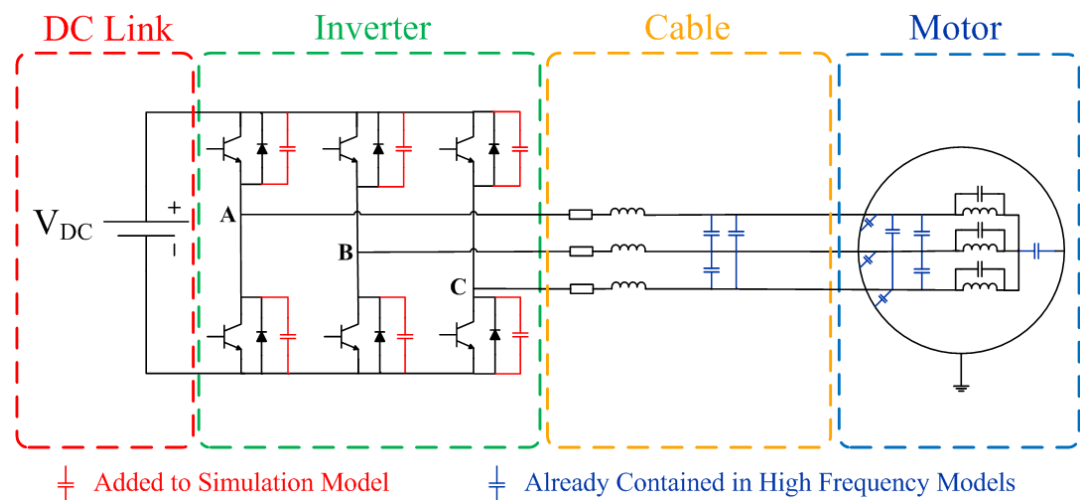 DC Link
Inverter
Cable
Motor
VDC
+
−
A
B
C
Added to Simulation Model
Already Contained in High Frequency Models